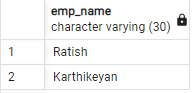 emp_name
character varying (30)
1 Ratish
2 Karthikeyan